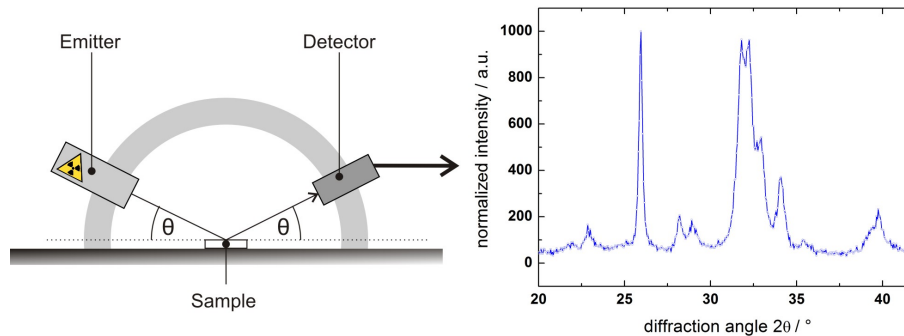 Emitter
Detector
θ
θ
Sample
normalized intensity / a.u.
1000
800
600
400
200
0
20
25
30
35
40
diffraction angle 2θ / °